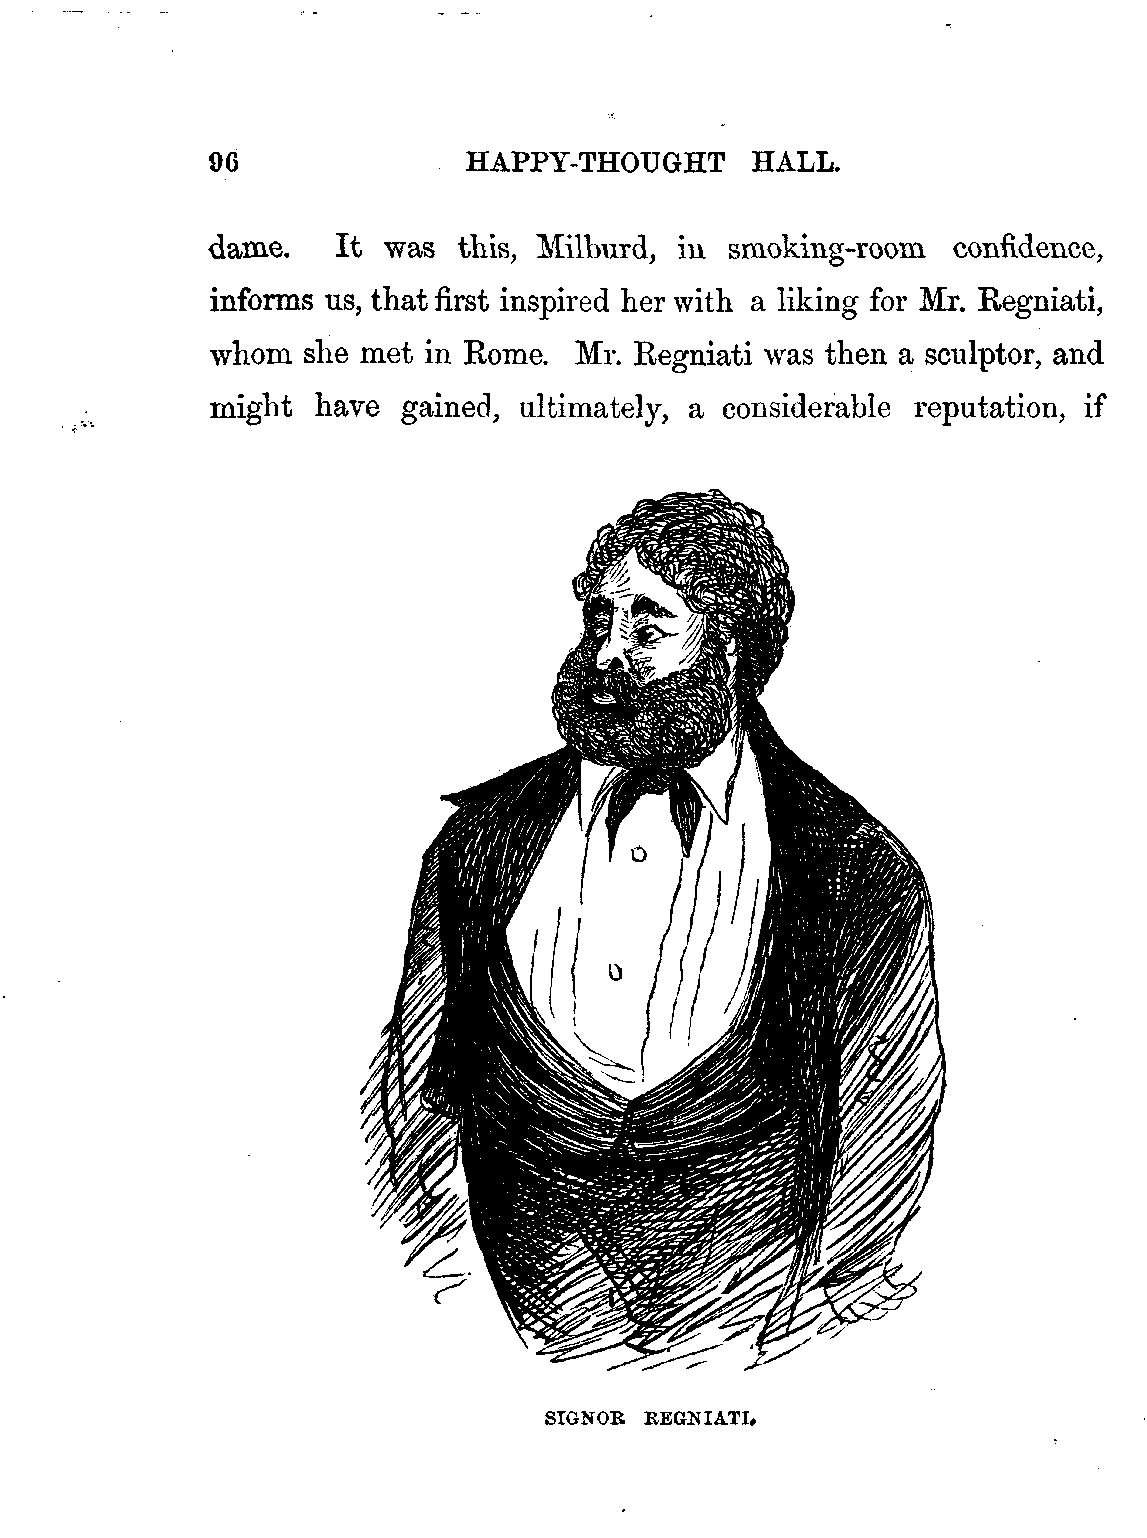 96 HAPPY-THOUGHT HALL.
dame. It was this, Milburd, in smoking-room confidence,
informs us, that first inspired her with a liking for Mr. Regniati,
whom she met in Rome. Mr. Regniati was then a sculptor, and
might have gained, ultimately, a considerable reputation, if
SIGNOR REGNIATI.